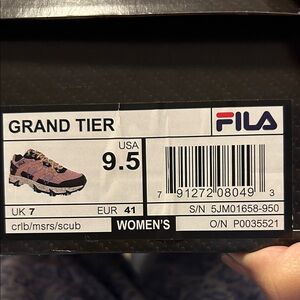 GRAND TIER
FILA
USA
9.5
7 91272 08049 3
UK 7 EUR 41
S/N 5JM01658-950
crlb/msrs/scub
WOMEN'S
O/N P0035521